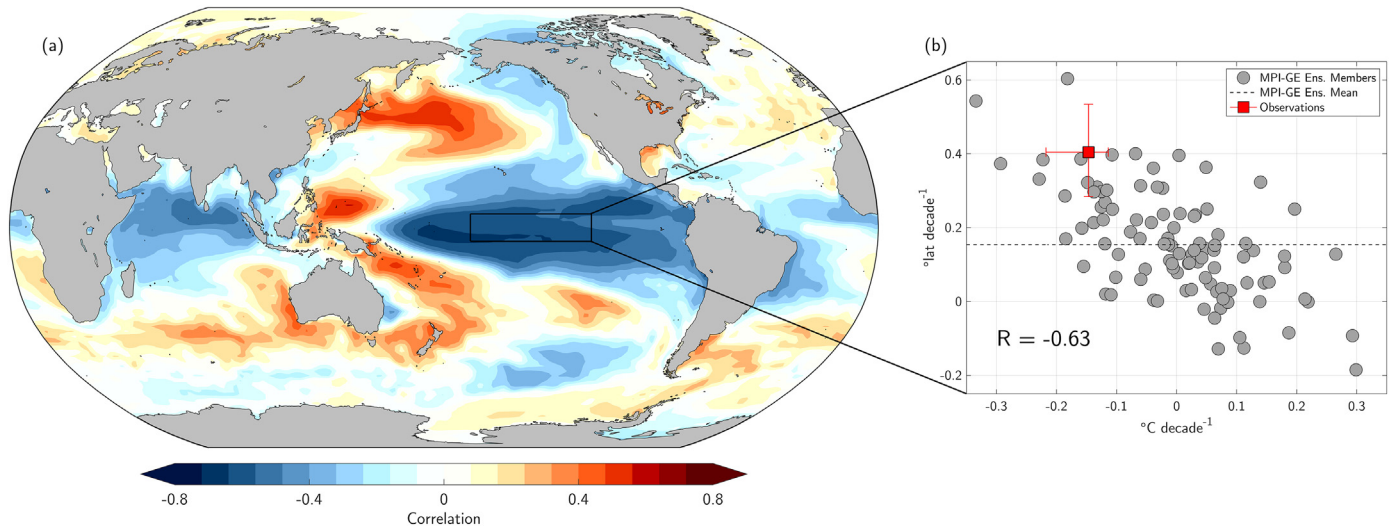 (a)
-0.8
-0.4
0
0.4
0.8
Correlation
(b)
°lat decade⁻¹
0.6
0.4
0.2
0
-0.2
MPI-GE Ens. Members
MPI-GE Ens. Mean
Observations
R = -0.63
-0.3
-0.2
-0.1
0
0.1
0.2
0.3
°C decade⁻¹